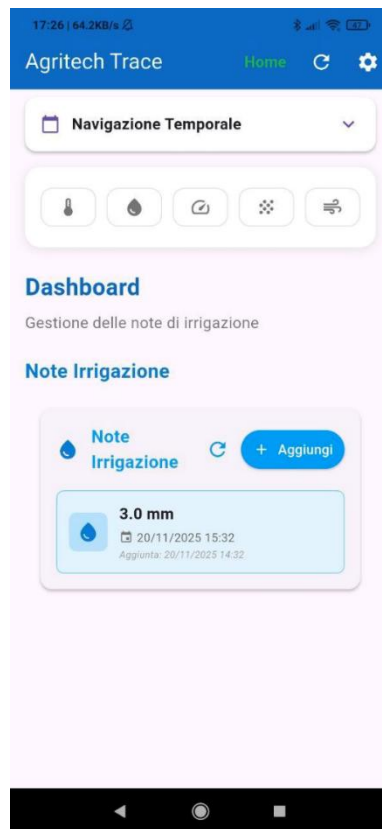 17:26 | 64.2KB/s
47
Agritech Trace Home
Navigazione Temporale
Dashboard
Gestione delle note di irrigazione
Note Irrigazione
Note
Irrigazione
+ Aggiungi
3.0 mm
20/11/2025 15:32
Aggiunta: 20/11/2025 14:32